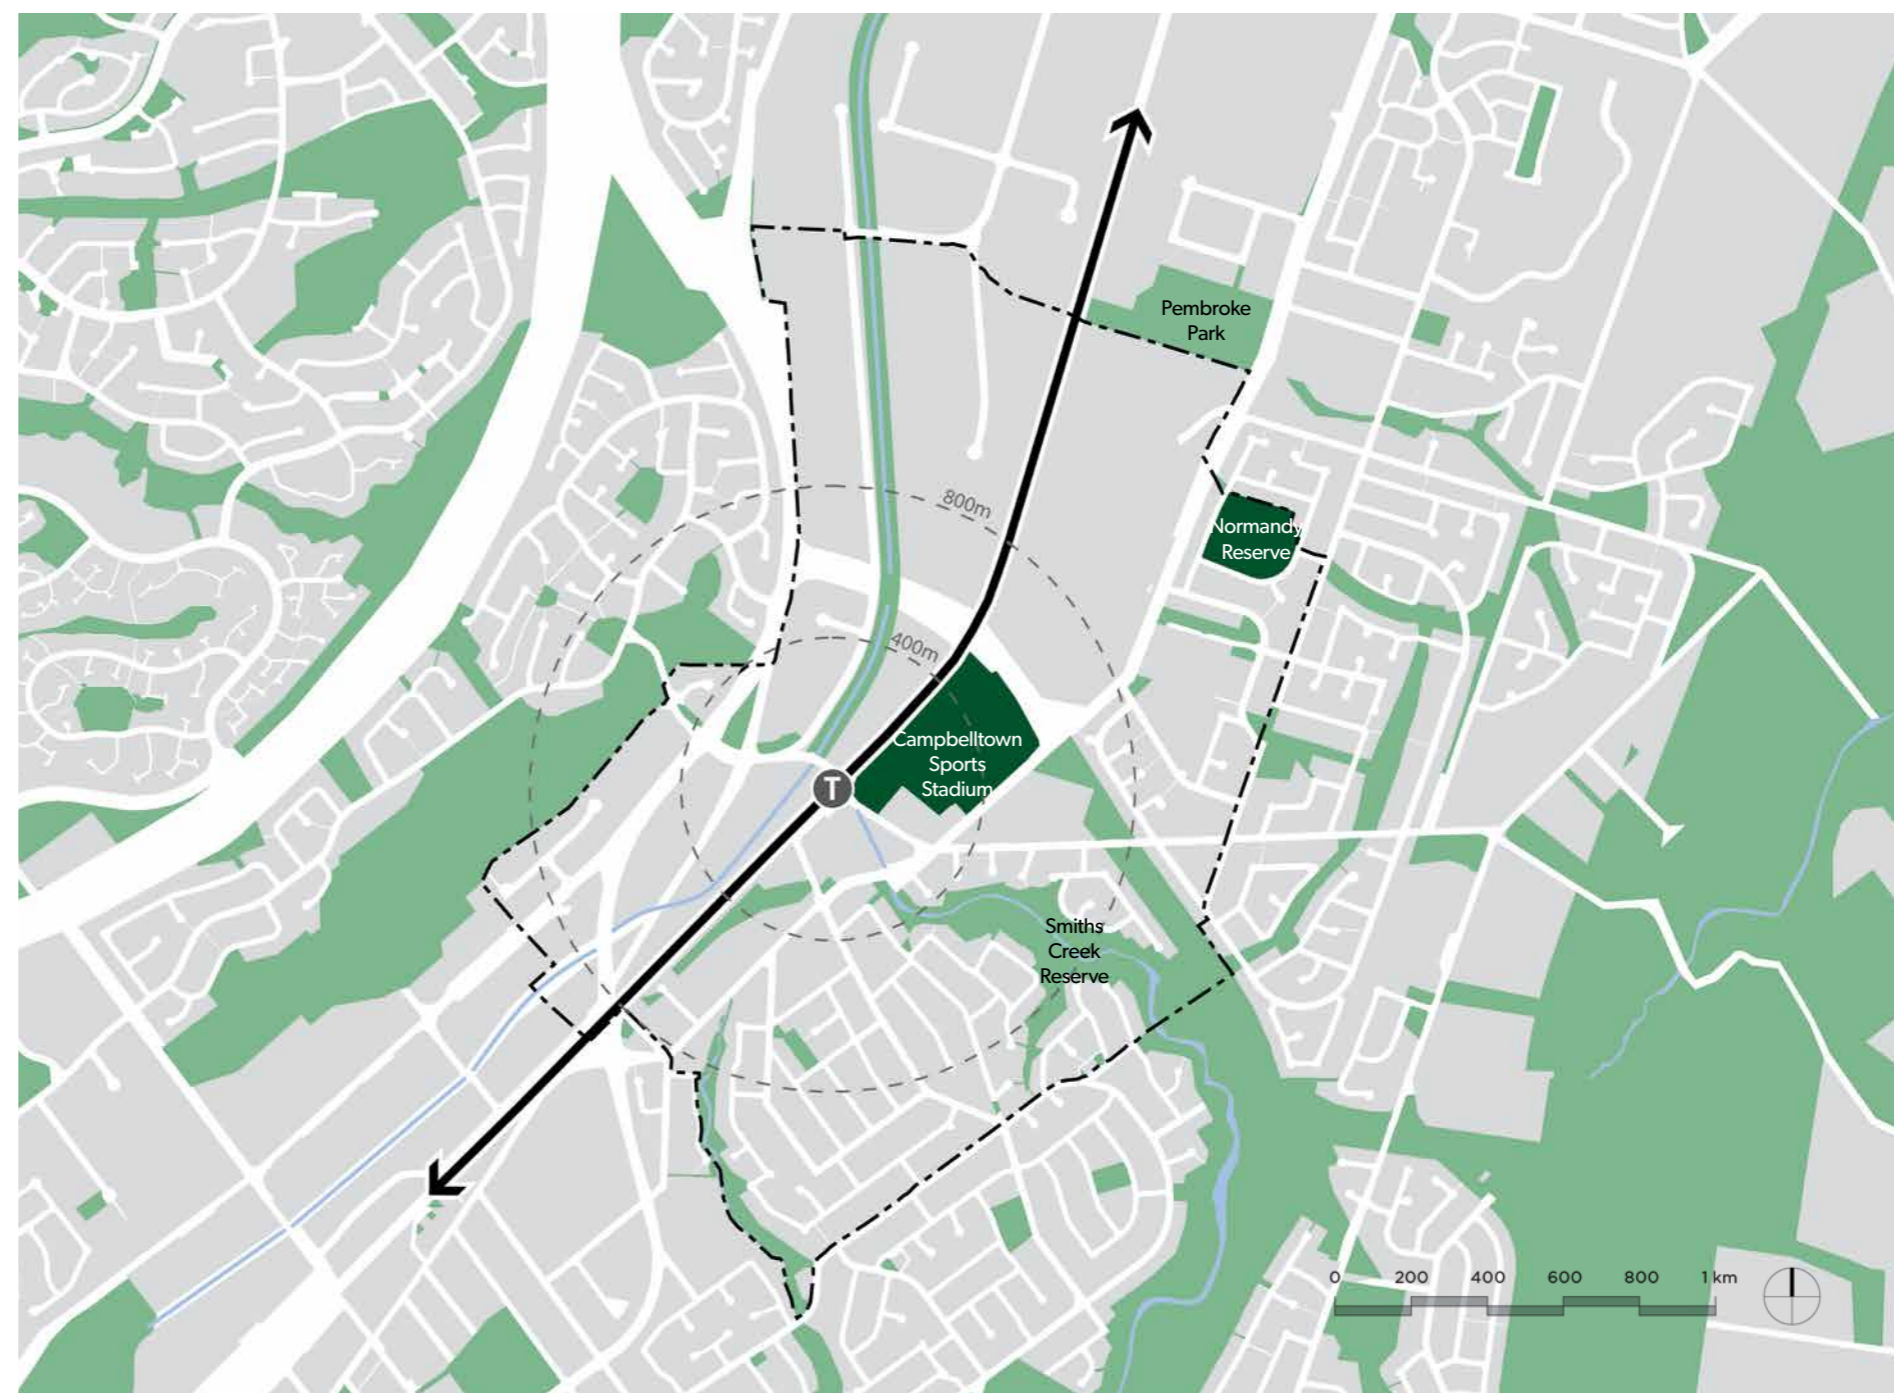 Pembroke
Park
800m
Normandy
Reserve
400m
Campbelltown
Sports
Stadium
T
Smiths
Creek
Reserve
0 200 400 600 800 1 km